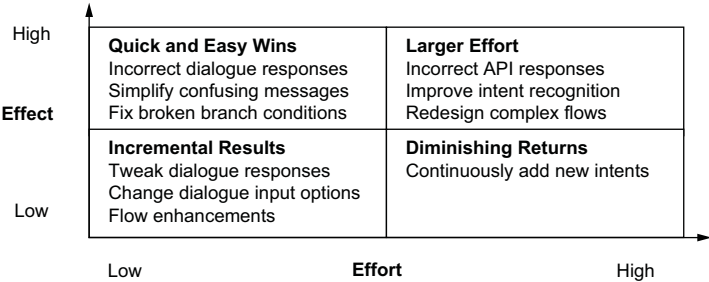 High
Quick and Easy Wins
Incorrect dialogue responses
Simplify confusing messages
Fix broken branch conditions
Larger Effort
Incorrect API responses
Improve intent recognition
Redesign complex flows
Effect
Incremental Results
Tweak dialogue responses
Change dialogue input options
Flow enhancements
Diminishing Returns
Continuously add new intents
Low
Low
Effort
High